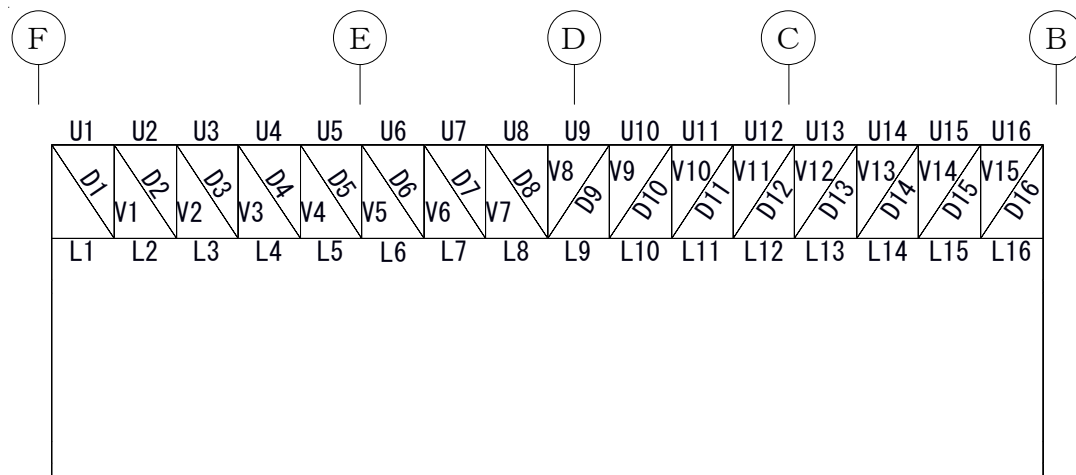 F E D C B
U1 U2 U3 U4 U5 U6 U7 U8 U9 U10 U11 U12 U13 U14 U15 U16
D1 D2 D3 D4 D5 D6 D7 D8 V8 D9 V9 D10 V10 D11 V11 D12 V12 D13 V13 D14 V14 D15 V15 D16
V1 V2 V3 V4 V5 V6 V7
L1 L2 L3 L4 L5 L6 L7 L8 L9 L10 L11 L12 L13 L14 L15 L16